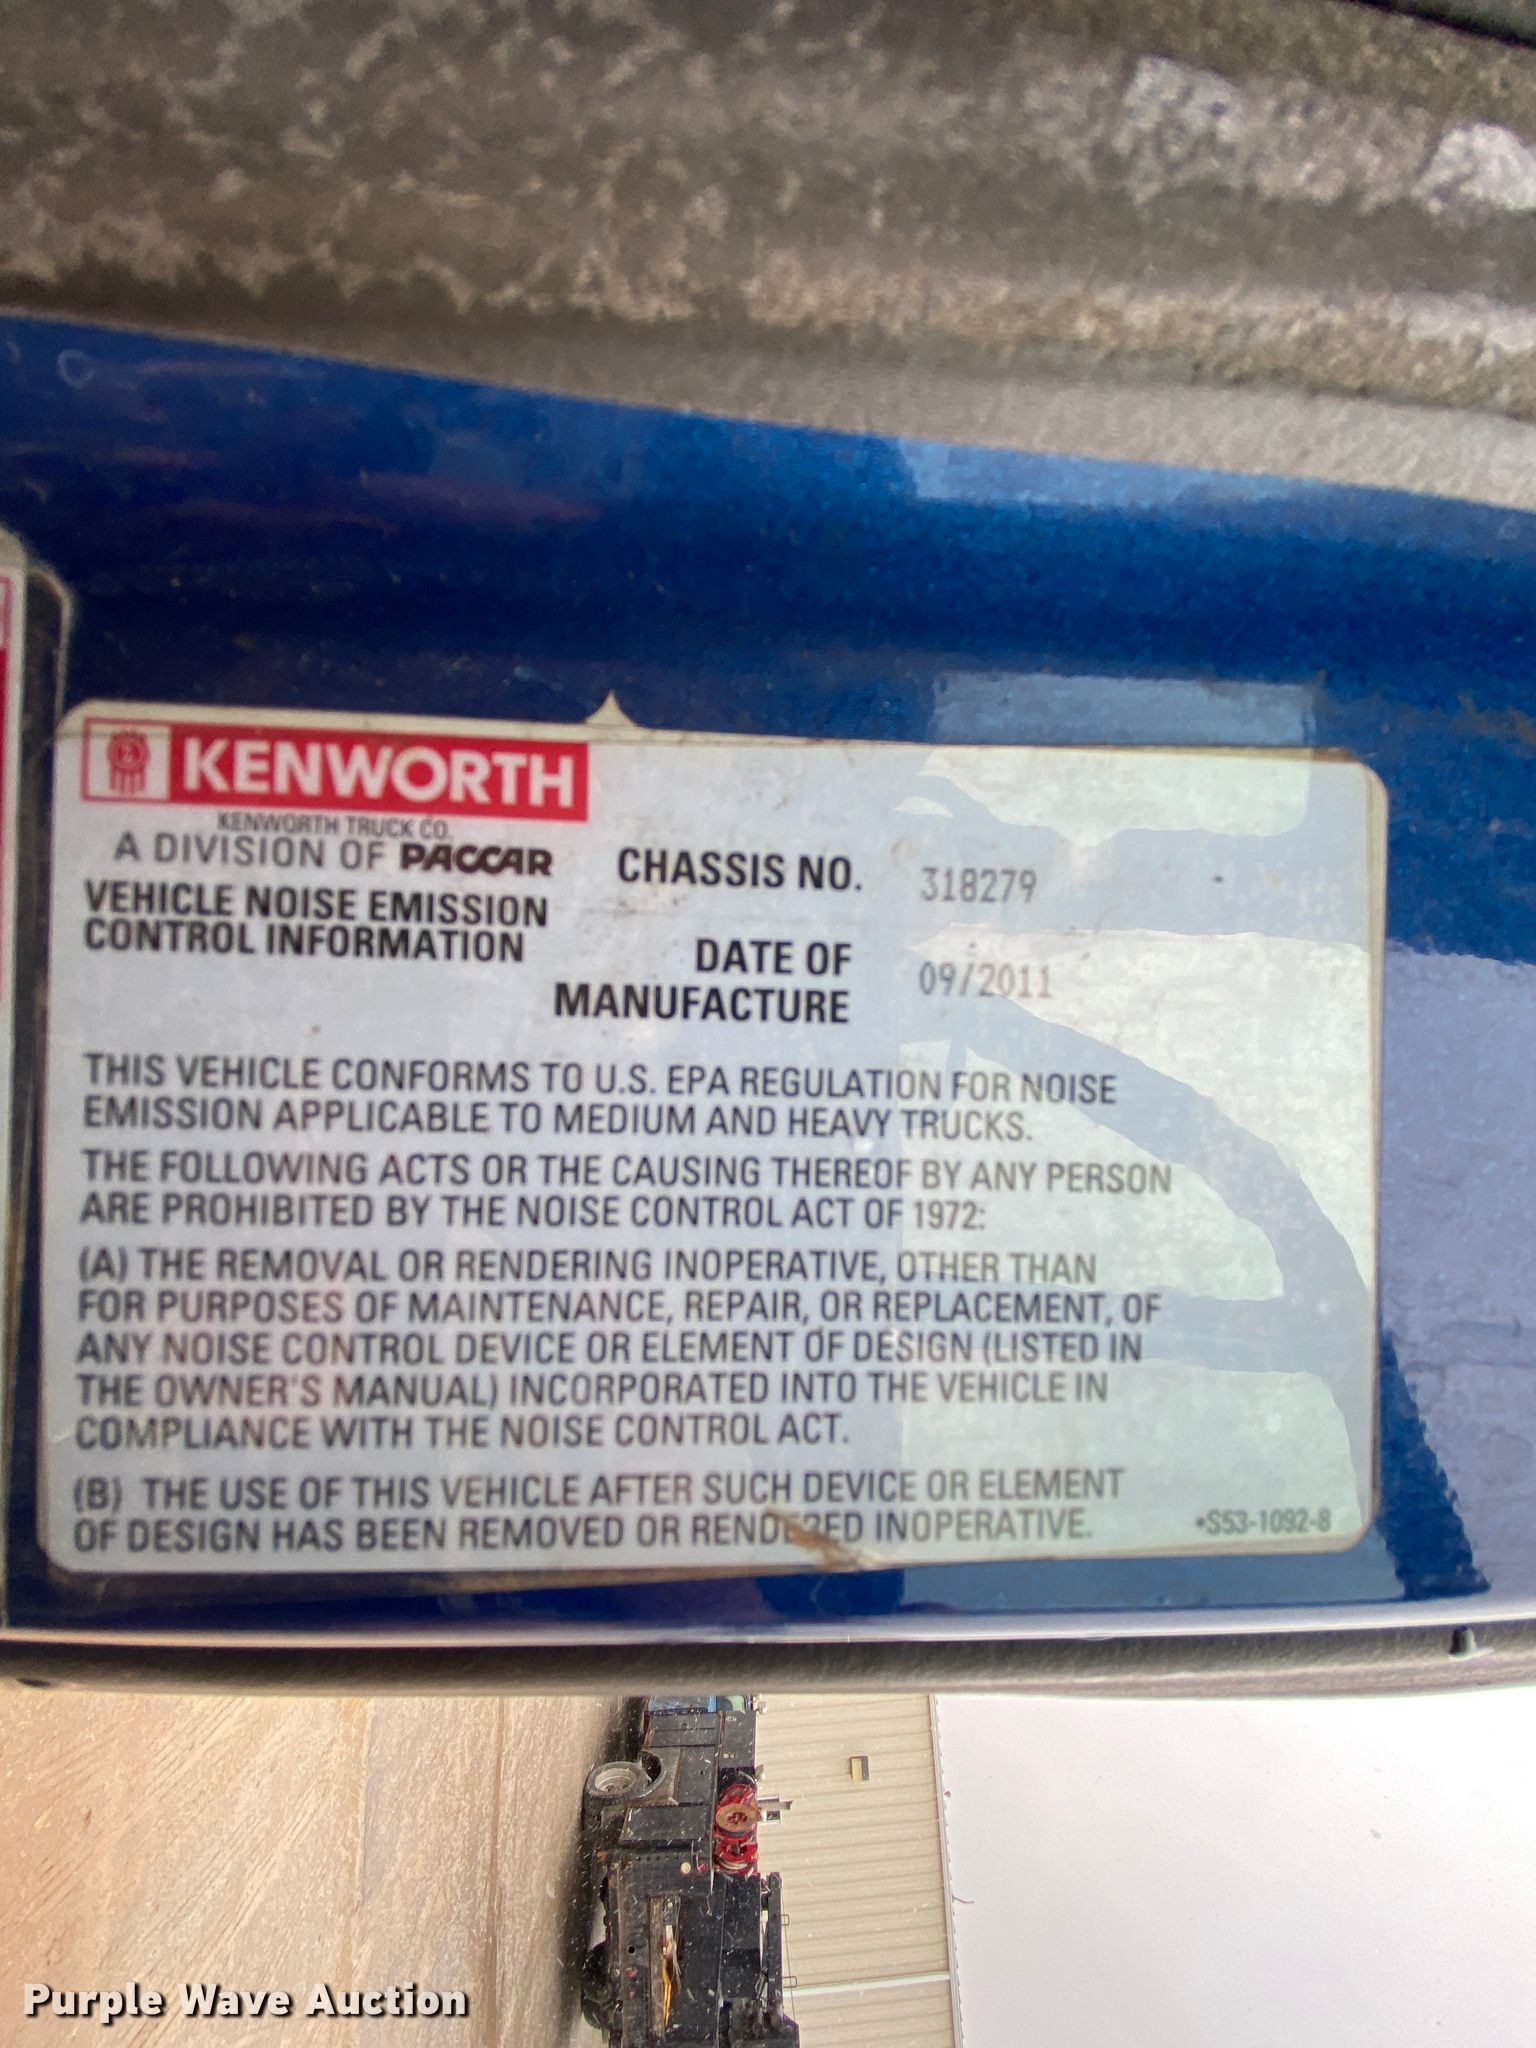 KENWORTH
KENWORTH TRUCK CO.
A DIVISION OF PACCAR
VEHICLE NOISE EMISSION
CONTROL INFORMATION
CHASSIS NO. 318279
DATE OF
MANUFACTURE 09/2011
THIS VEHICLE CONFORMS TO U.S. EPA REGULATION FOR NOISE
EMISSION APPLICABLE TO MEDIUM AND HEAVY TRUCKS.
THE FOLLOWING ACTS OR THE CAUSING THEREOF BY ANY PERSON
ARE PROHIBITED BY THE NOISE CONTROL ACT OF 1972:
(A) THE REMOVAL OR RENDERING INOPERATIVE, OTHER THAN
FOR PURPOSES OF MAINTENANCE, REPAIR, OR REPLACEMENT, OF
ANY NOISE CONTROL DEVICE OR ELEMENT OF DESIGN (LISTED IN
THE OWNER'S MANUAL) INCORPORATED INTO THE VEHICLE IN
COMPLIANCE WITH THE NOISE CONTROL ACT.
(B) THE USE OF THIS VEHICLE AFTER SUCH DEVICE OR ELEMENT
OF DESIGN HAS BEEN REMOVED OR RENDERED INOPERATIVE.
•S53-1092-8
Purple Wave Auction